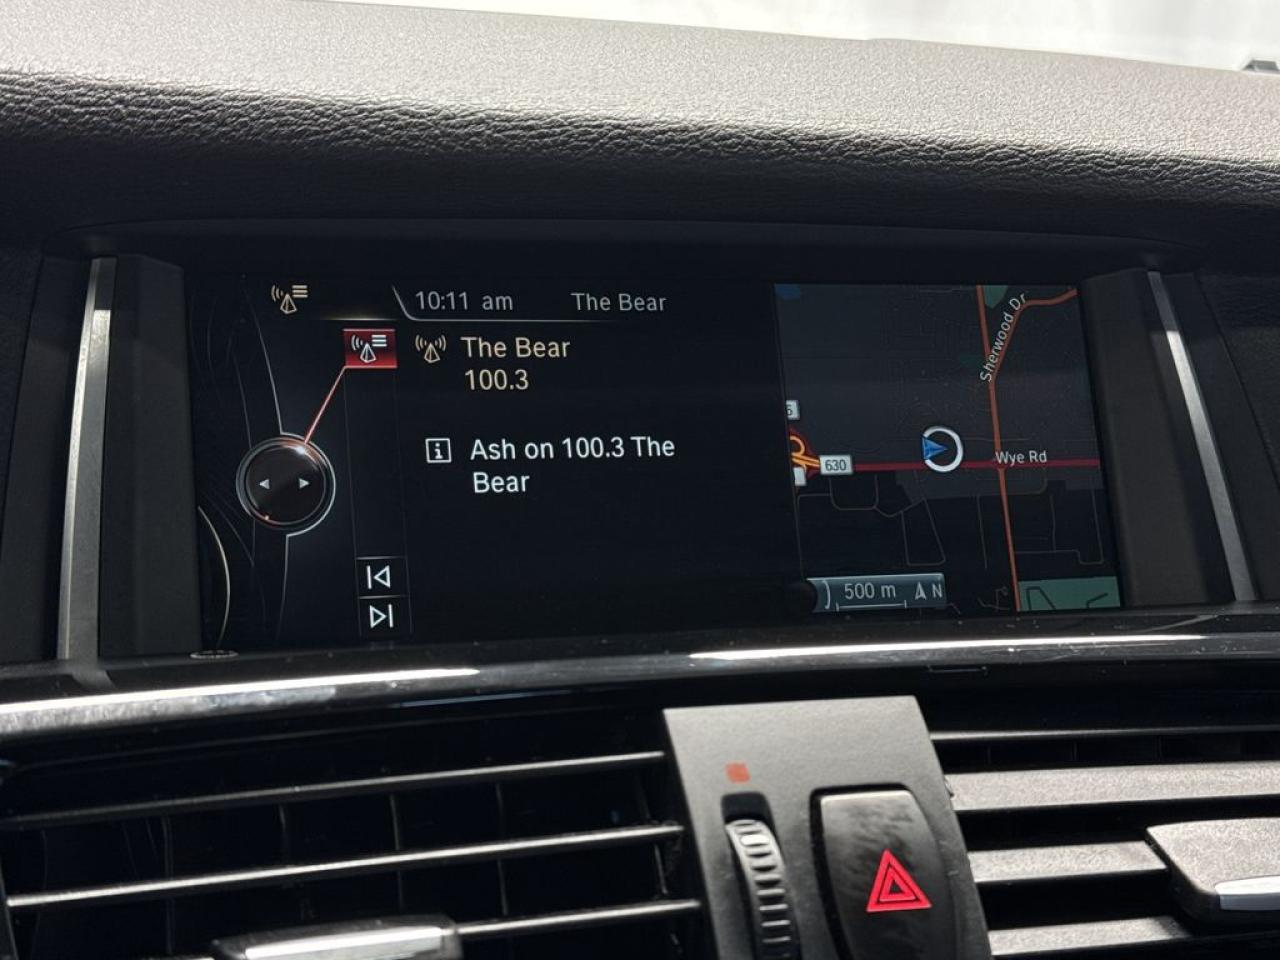 10:11 am The Bear
The Bear
100.3
Ash on 100.3 The
Bear
Sherwood Dr
630
Wye Rd
500 m N